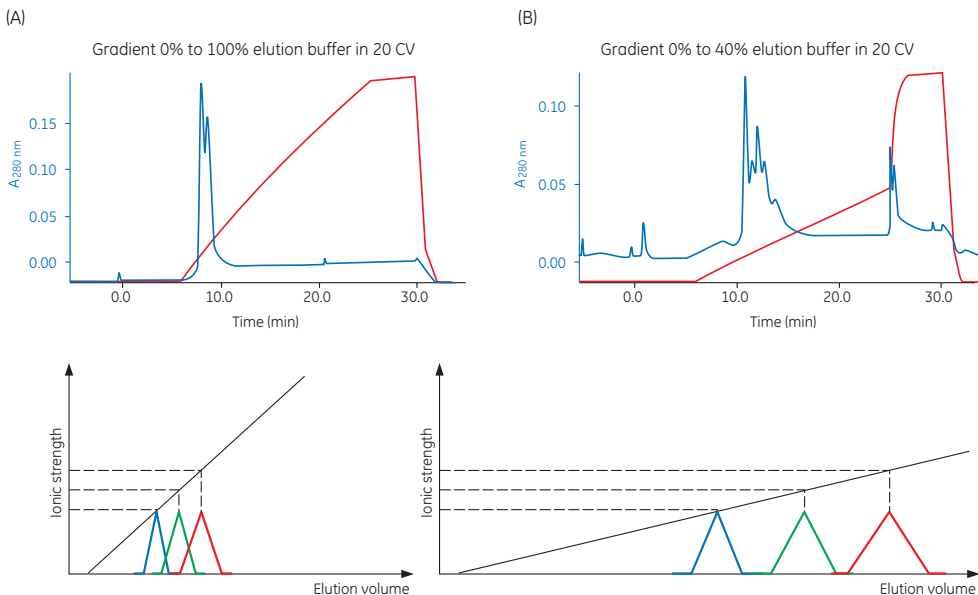 (A)
Gradient 0% to 100% elution buffer in 20 CV
A280 nm
0.15
0.10
0.05
0.00
0.0
10.0
20.0
30.0
Time (min)
(B)
Gradient 0% to 40% elution buffer in 20 CV
A280 nm
0.10
0.05
0.00
0.0
10.0
20.0
30.0
Time (min)
Ionic strength
Elution volume
Ionic strength
Elution volume